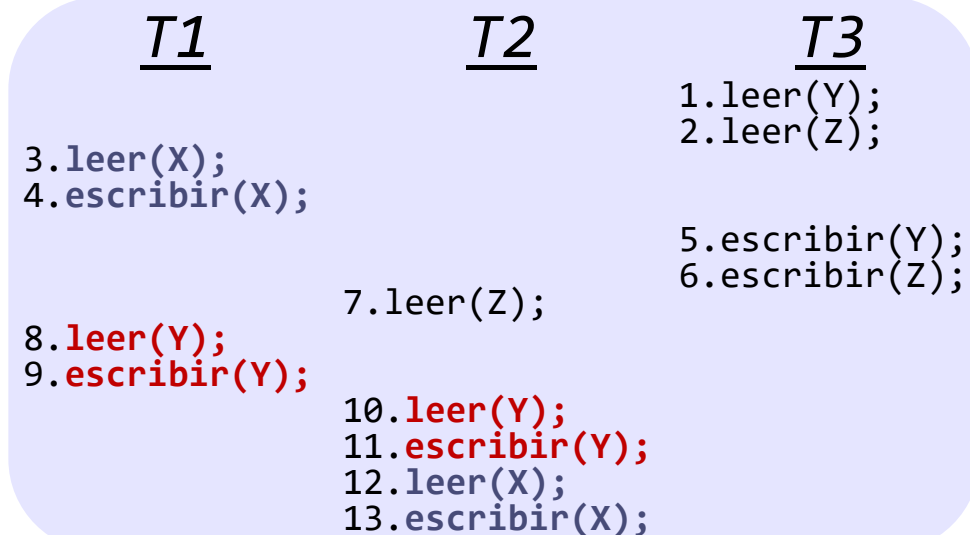 T1 T2 T3
1.leer(Y);
2.leer(Z);
3.leer(X);
4.escribir(X);
5.escribir(Y);
6.escribir(Z);
7.leer(Z);
8.leer(Y);
9.escribir(Y);
10.leer(Y);
11.escribir(Y);
12.leer(X);
13.escribir(X);